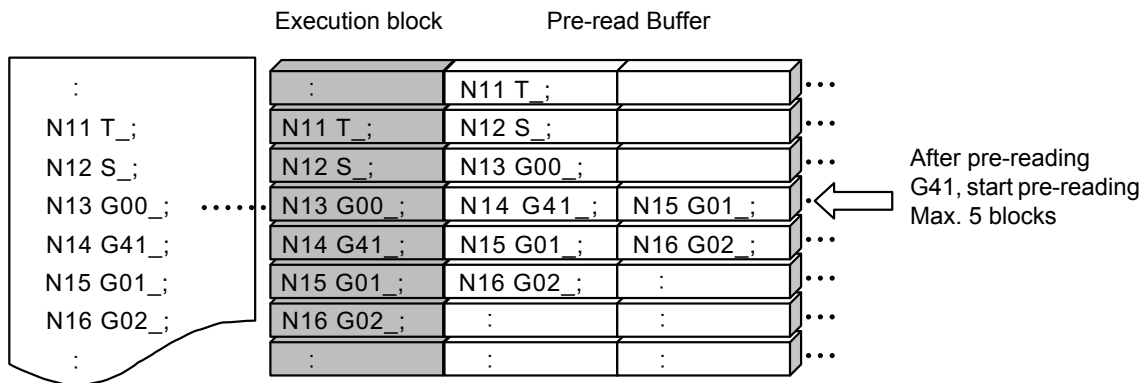 Execution block Pre-read Buffer
:
N11 T_;
N12 S_;
N13 G00_; ......
N14 G41_;
N15 G01_;
N16 G02_;
:
: N11 T_; ...
N11 T_; N12 S_; ...
N12 S_; N13 G00_; ...
N13 G00_; N14 G41_; N15 G01_;
N14 G41_; N15 G01_; N16 G02_; ...
N15 G01_; N16 G02_; : ...
N16 G02_; : : ...
: : : ...
After pre-reading
G41, start pre-reading
Max. 5 blocks